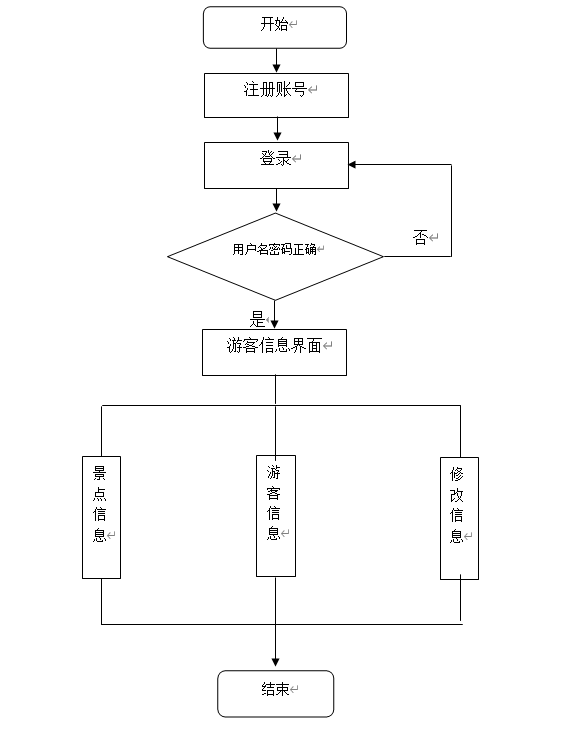 开始
注册账号
登录
用户名密码正确
否
是
游客信息界面
景点信息
游客信息
修改信息
结束